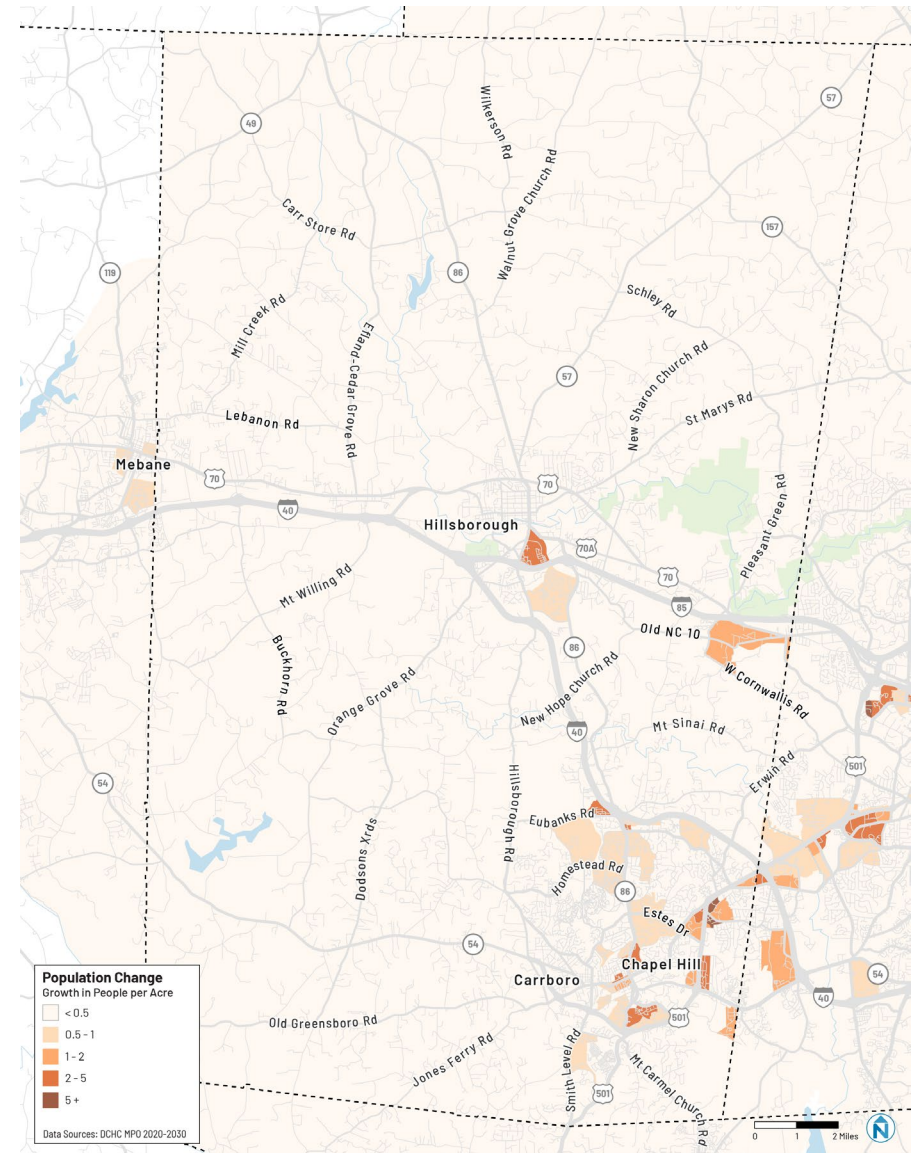 57
49
Wilkerson Rd
Walnut Grove Church Rd
Carr Store Rd
157
119
86
Mill Creek Rd
Schley Rd
Efland-Cedar Grove Rd
New Sharon Church Rd
57
St Marys Rd
Lebanon Rd
Mebane
70
70
40
Hillsborough
Pleasant Green Rd
70A
70
Mt Willing Rd
85
Old NC 10
86
Buckhorn Rd
Orange Grove Rd
New Hope Church Rd
W Cornwallis Rd
40
Mt Sinai Rd
501
Erwin Rd
54
Hillsborough Rd
Eubanks Rd
Dodsons Xrds
Homestead Rd
86
Estes Dr
54
Chapel Hill
Carrboro
54
40
Old Greensboro Rd
501
Jones Ferry Rd
Smith Level Rd
Mt Carmel Church Rd
501
Population Change
Growth in People per Acre
< 0.5
0.5 - 1
1 - 2
2 - 5
5 +
Data Sources: DCHC MPO 2020-2030
0 1 2 Miles
N